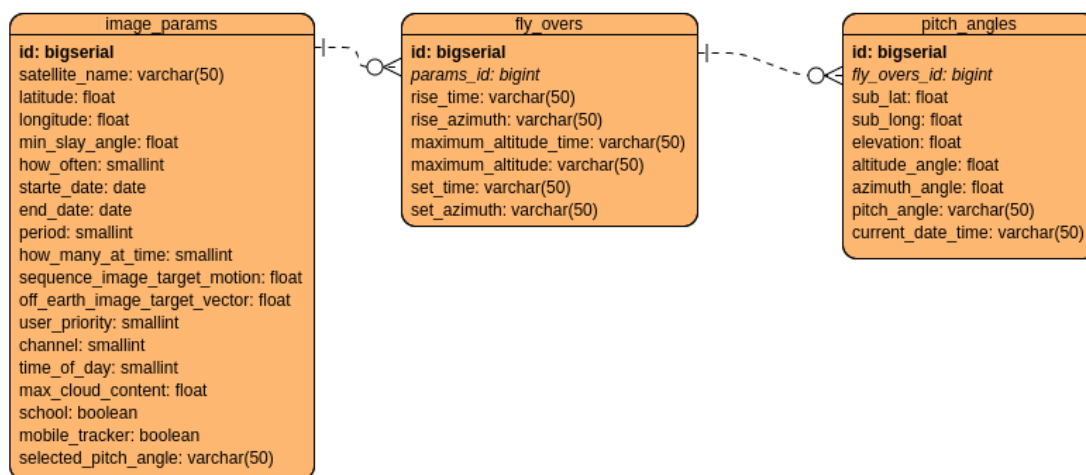 image_params
id: bigserial
satellite_name: varchar(50)
latitude: float
longitude: float
min_slay_angle: float
how_often: smallint
starte_date: date
end_date: date
period: smallint
how_many_at_time: smallint
sequence_image_target_motion: float
off_earth_image_target_vector: float
user_priority: smallint
channel: smallint
time_of_day: smallint
max_cloud_content: float
school: boolean
mobile_tracker: boolean
selected_pitch_angle: varchar(50)
fly_overs
id: bigserial
params_id: bigint
rise_time: varchar(50)
rise_azimuth: varchar(50)
maximum_altitude_time: varchar(50)
maximum_altitude: varchar(50)
set_time: varchar(50)
set_azimuth: varchar(50)
pitch_angles
id: bigserial
fly_overs_id: bigint
sub_lat: float
sub_long: float
elevation: float
altitude_angle: float
azimuth_angle: float
pitch_angle: varchar(50)
current_date_time: varchar(50)